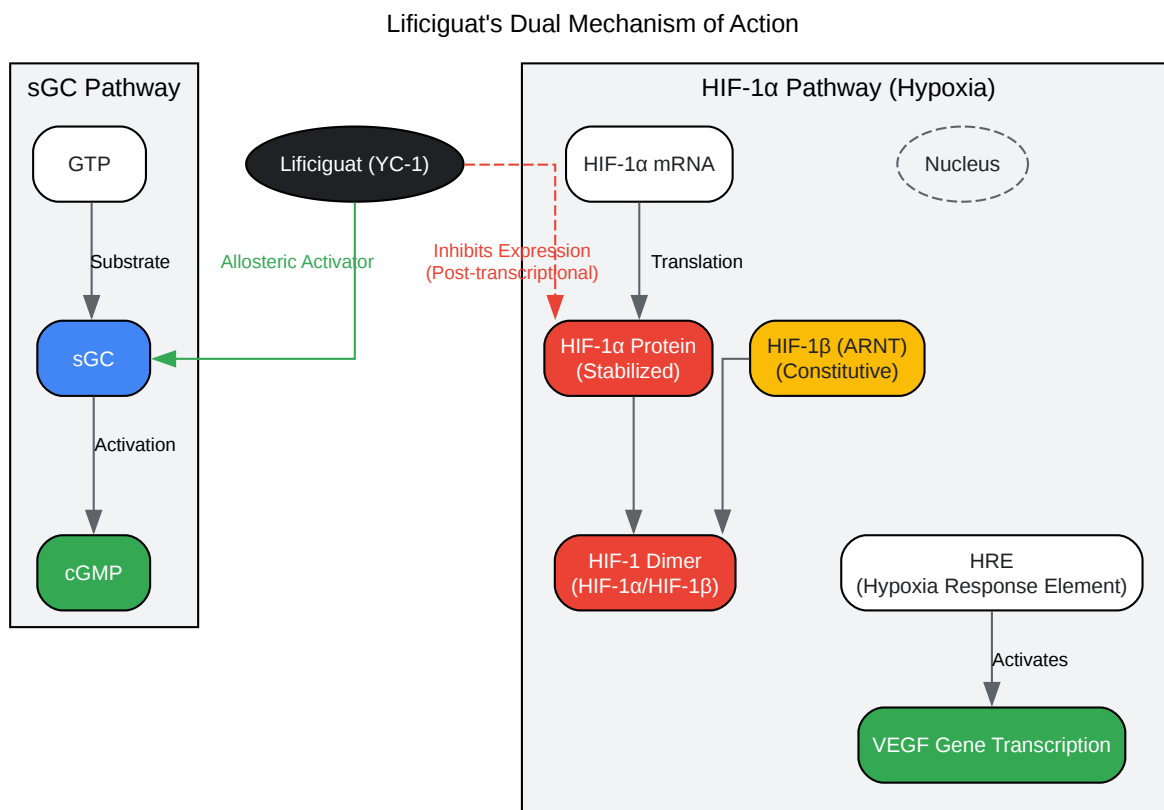 Lificiguat's Dual Mechanism of Action
sGC Pathway
GTP
Substrate
sGC
Activation
cGMP
Lificiguat (YC-1)
Allosteric Activator
Inhibits Expression
(Post-transcriptional)
HIF-1α Pathway (Hypoxia)
HIF-1α mRNA
Nucleus
Translation
HIF-1α Protein
(Stabilized)
HIF-1β (ARNT)
(Constitutive)
HIF-1 Dimer
(HIF-1α/HIF-1β)
HRE
(Hypoxia Response Element)
Activates
VEGF Gene Transcription